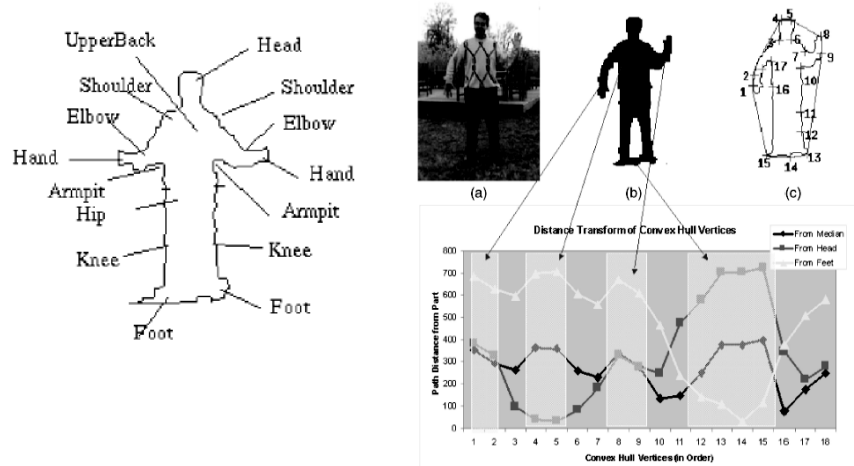 UpperBack
Head
Shoulder
Shoulder
Elbow
Elbow
Hand
Hand
Armpit
Armpit
Hip
Knee
Knee
Foot
Foot
(a)
(b)
(c)
5
4
3
6
8
7
9
2
17
10
1
16
11
12
15
14
13
Distance Transform of Convex Hull Vertices
From Median
From Head
From Feet
Path Distance from Part
800
700
600
500
400
300
200
100
0
1 2 3 4 5 6 7 8 9 10 11 12 13 14 15 16 17 18
Convex Hull Vertices (in Order)